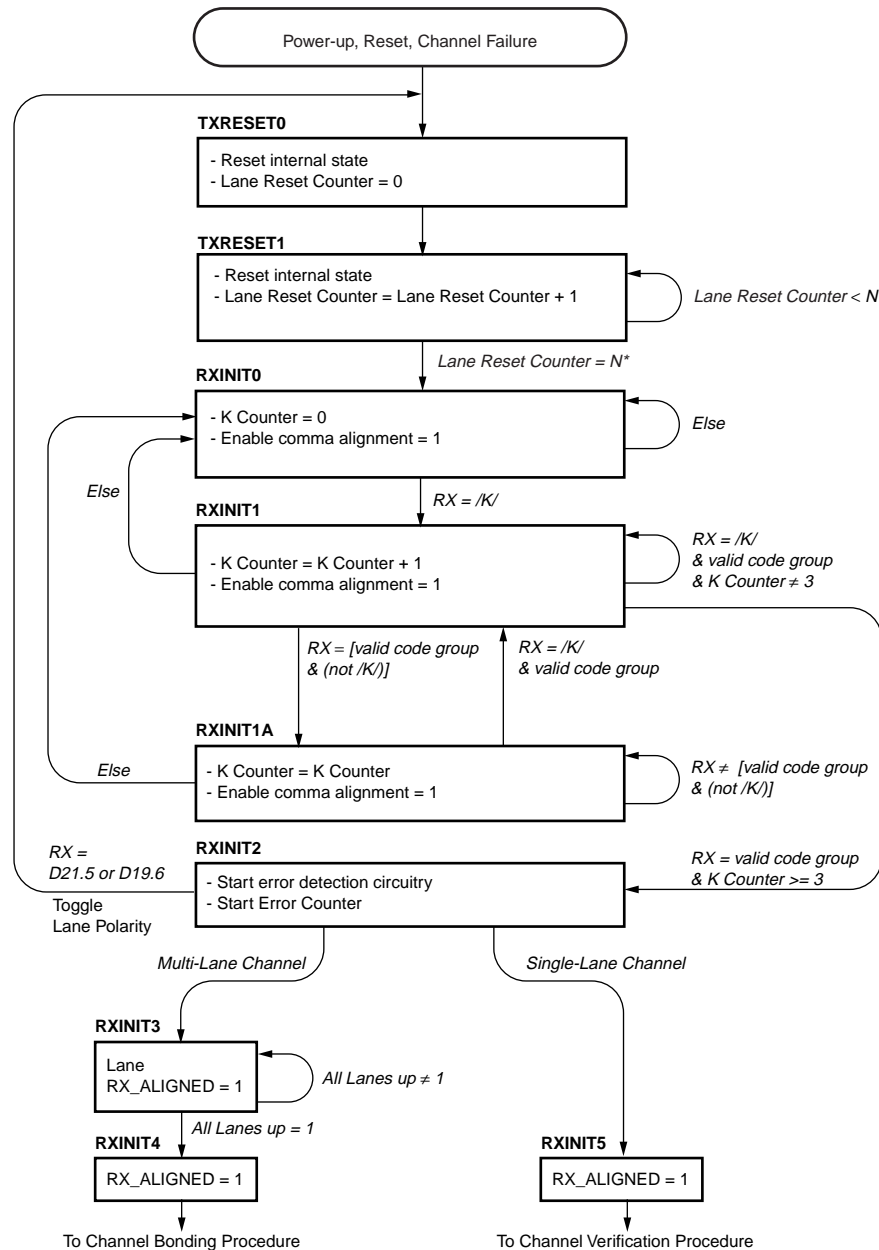 Power-up, Reset, Channel Failure
TXRESET0
- Reset internal state
- Lane Reset Counter = 0
TXRESET1
- Reset internal state
- Lane Reset Counter = Lane Reset Counter + 1
Lane Reset Counter < N
Lane Reset Counter = N*
RXINIT0
- K Counter = 0
- Enable comma alignment = 1
Else
Else
RX = /K/
RXINIT1
- K Counter = K Counter + 1
- Enable comma alignment = 1
RX = /K/
& valid code group
& K Counter ≠ 3
RX = [valid code group
& (not /K/)]
RX = /K/
& valid code group
RXINIT1A
- K Counter = K Counter
- Enable comma alignment = 1
Else
RX ≠ [valid code group
& (not /K/)]
RXINIT2
- Start error detection circuitry
- Start Error Counter
RX =
D21.5 or D19.6
Toggle
Lane Polarity
RX = valid code group
& K Counter >= 3
Multi-Lane Channel
Single-Lane Channel
RXINIT3
Lane
RX_ALIGNED = 1
All Lanes up ≠ 1
All Lanes up = 1
RXINIT4
RX_ALIGNED = 1
RXINIT5
RX_ALIGNED = 1
To Channel Bonding Procedure
To Channel Verification Procedure